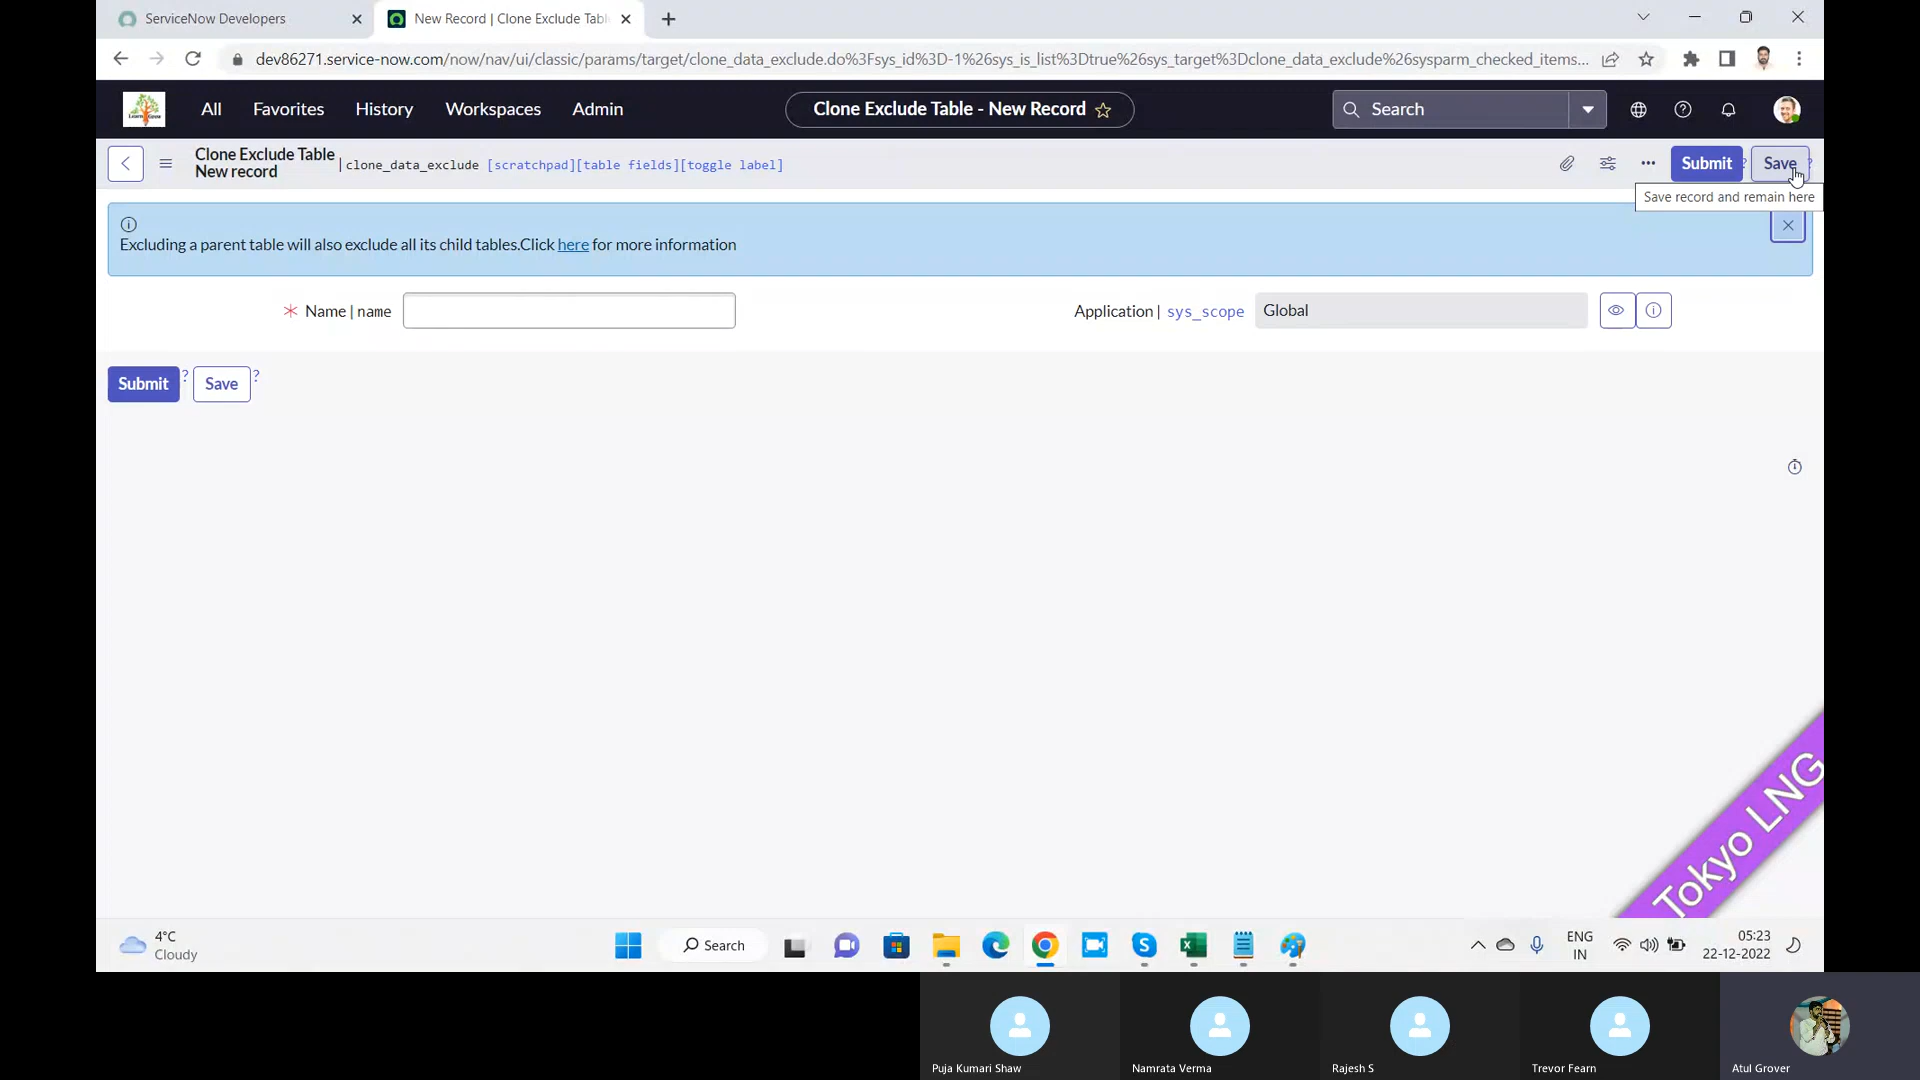 ServiceNow Developers
New Record | Clone Exclude Tabl
dev86271.service-now.com/now/nav/ui/classic/params/target/clone_data_exclude.do%3Fsys_id%3D-1%26sys_is_list%3Dtrue%26sys_target%3Dclone_data_exclude%26sysparm_checked_items...
All
Favorites
History
Workspaces
Admin
Clone Exclude Table - New Record
Search
Clone Exclude Table
New record
| clone_data_exclude [scratchpad][table fields][toggle label]
Submit
?
Save
?
Save record and remain here
Excluding a parent table will also exclude all its child tables.Click here for more information
* Name | name
Application | sys_scope
Global
Submit
?
Save
?
Tokyo LNG
4°C
Cloudy
Search
ENG
IN
05:23
22-12-2022
Puja Kumari Shaw
Namrata Verma
Rajesh S
Trevor Fearn
Atul Grover